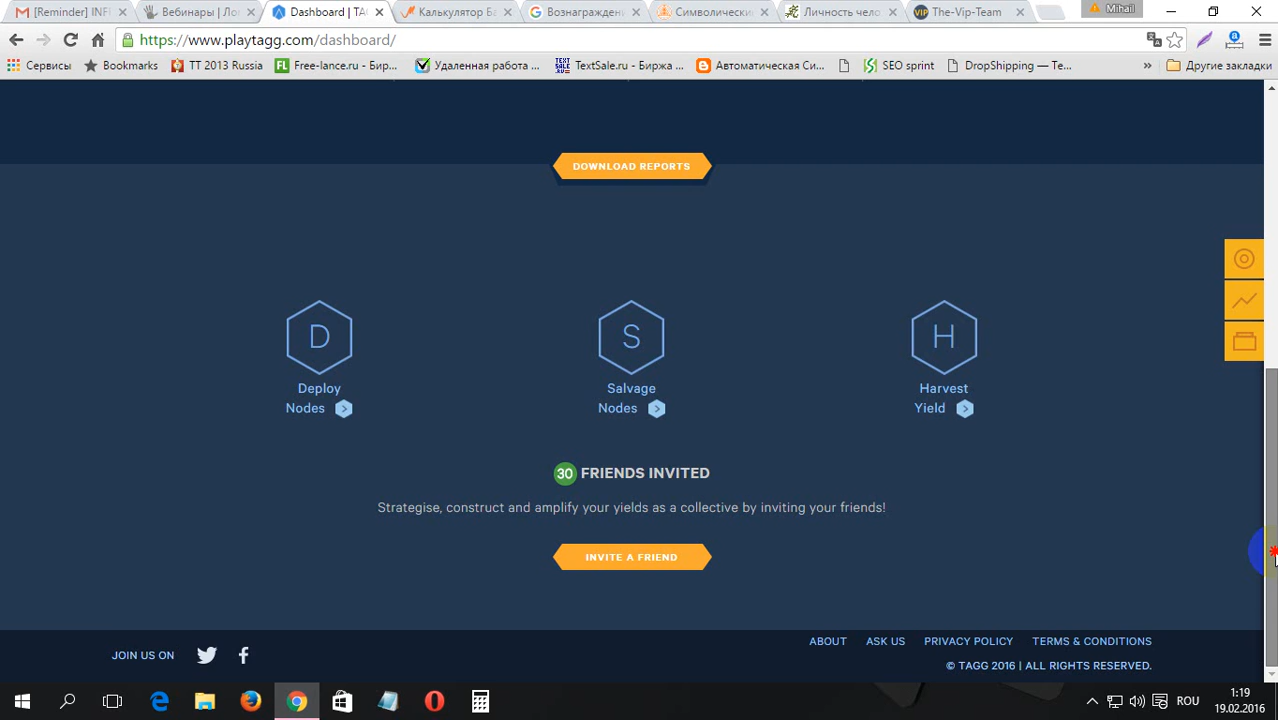 [Reminder] INF
Вебинары | Ло
Dashboard | TA
Калькулятор Б
Вознагражден
Символически
Личность чело
The-Vip-Team
Mihail
https://www.playtagg.com/dashboard/
Сервисы
Bookmarks
TT 2013 Russia
FL Free-lance.ru - Бир...
Удаленная работа ...
TextSale.ru - Биржа ...
Автоматическая Си...
SEO sprint
DropShipping — Те...
»
Другие закладки
DOWNLOAD REPORTS
D
Deploy
Nodes
S
Salvage
Nodes
H
Harvest
Yield
30 FRIENDS INVITED
Strategise, construct and amplify your yields as a collective by inviting your friends!
INVITE A FRIEND
JOIN US ON
ABOUT ASK US PRIVACY POLICY TERMS & CONDITIONS
© TAGG 2016 | ALL RIGHTS RESERVED.
ROU
1:19
19.02.2016